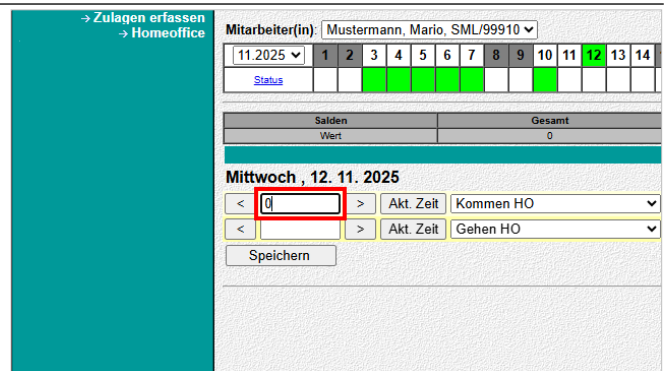 → Zulagen erfassen
→ Homeoffice
Mitarbeiter(in): Mustermann, Mario, SML/99910
11.2025 1 2 3 4 5 6 7 8 9 10 11 12 13 14
Status
Salden Gesamt
Wert 0
Mittwoch , 12. 11. 2025
< 0 > Akt. Zeit Kommen HO
< > Akt. Zeit Gehen HO
Speichern